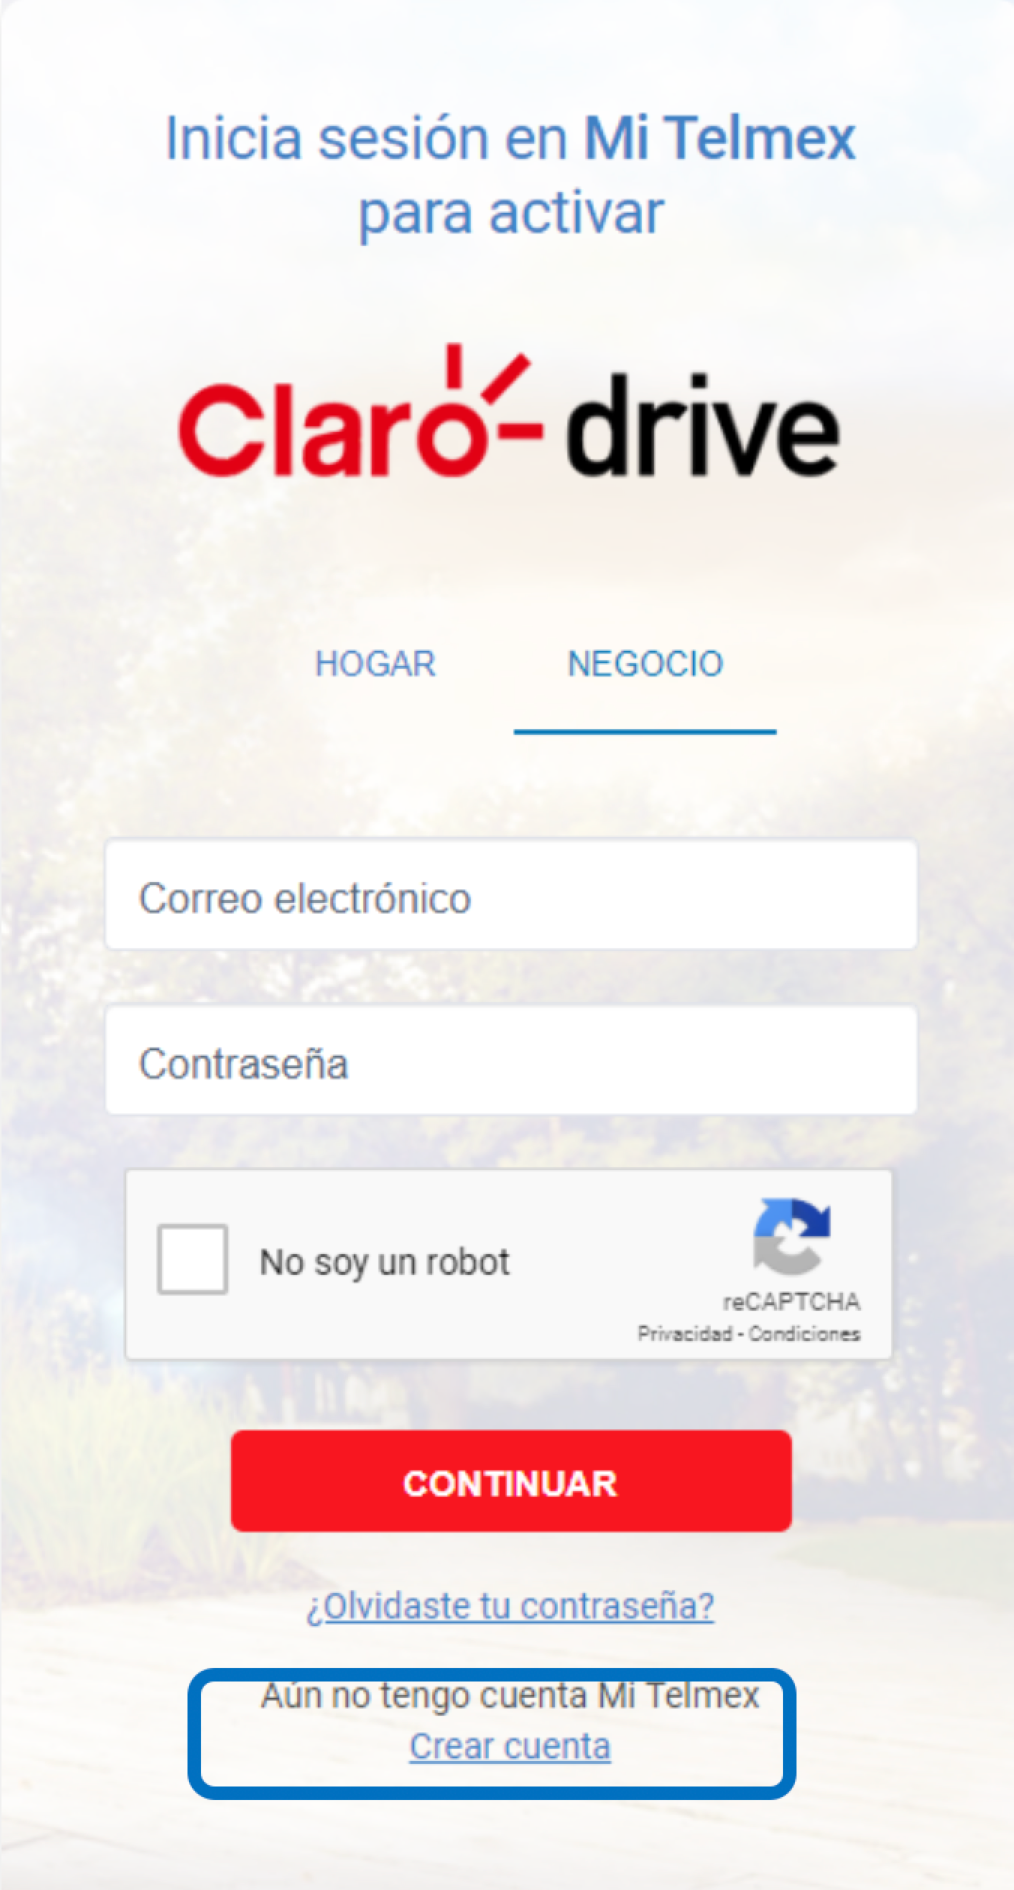 Inicia sesión en Mi Telmex
para activar
Claro drive
HOGAR
NEGOCIO
Correo electrónico
Contraseña
No soy un robot
reCAPTCHA
Privacidad - Condiciones
CONTINUAR
¿Olvidaste tu contraseña?
Aún no tengo cuenta Mi Telmex
Crear cuenta